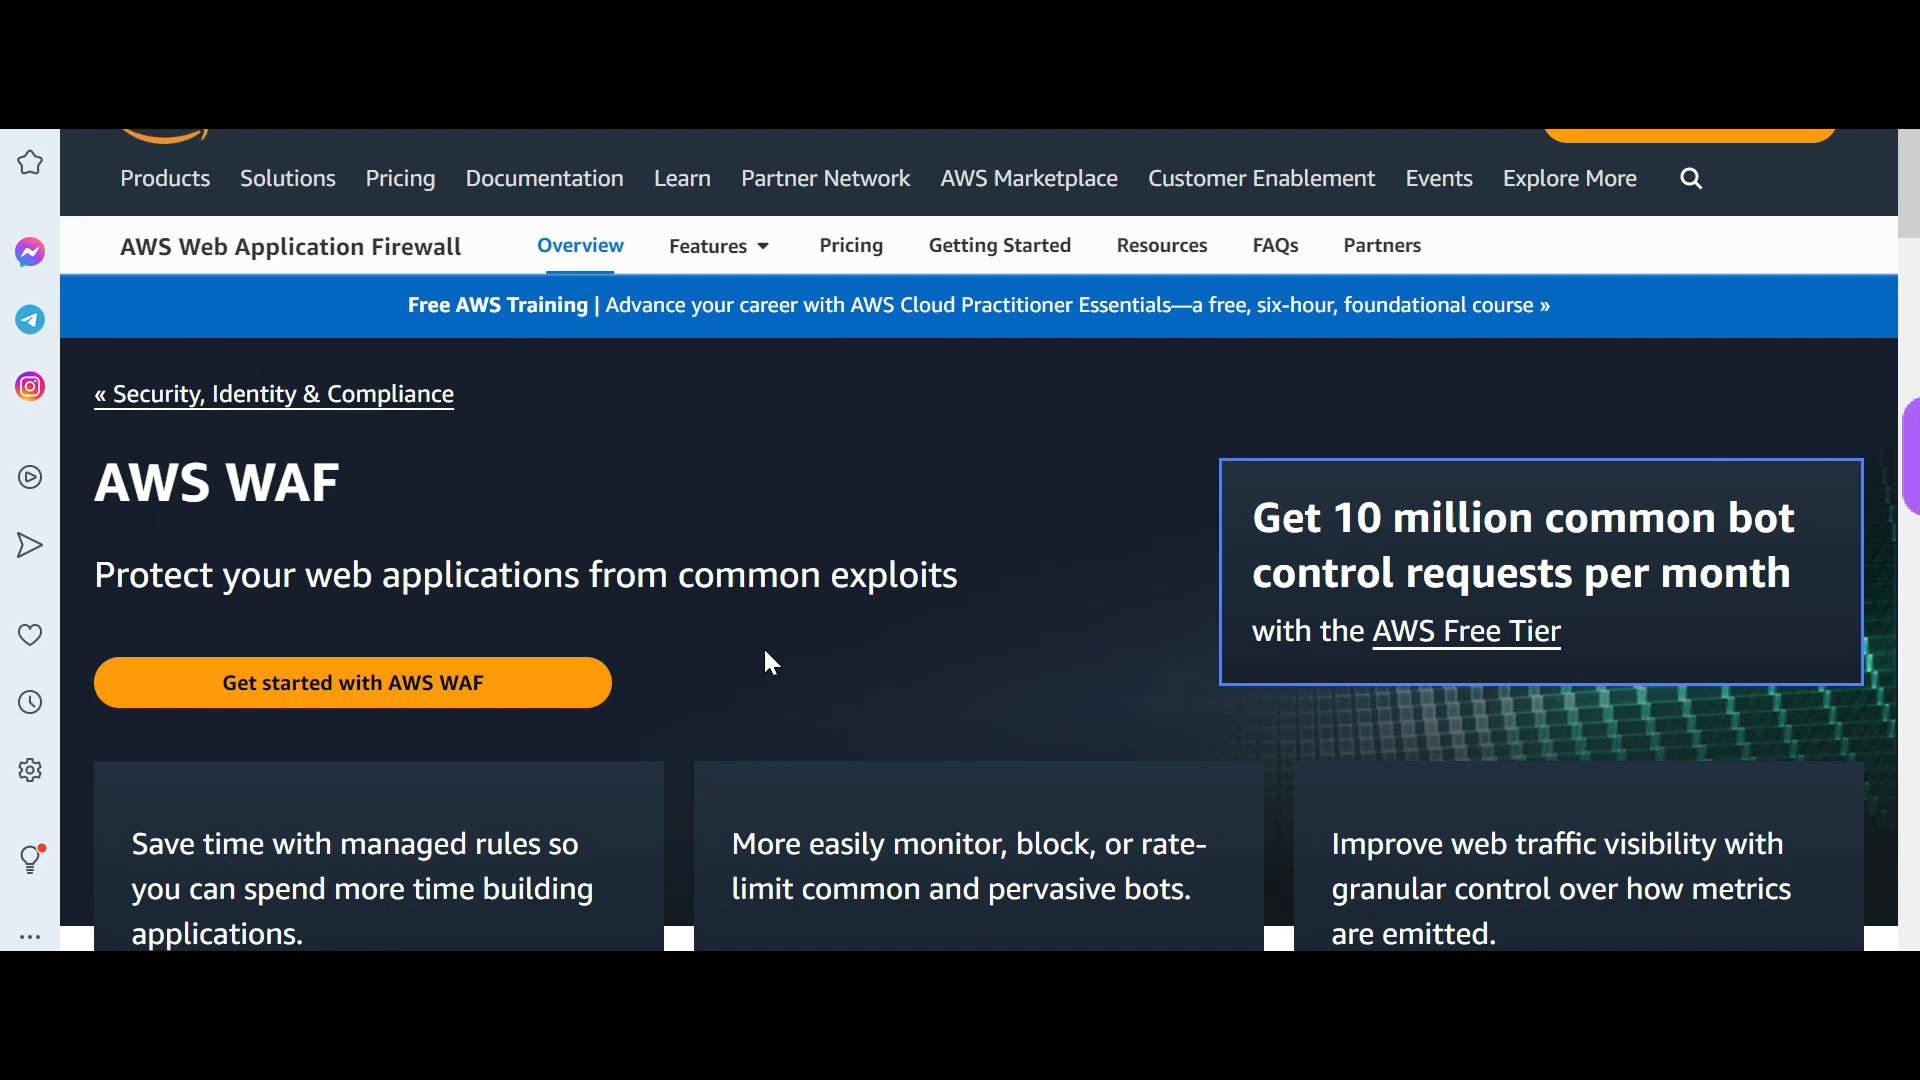 Products Solutions Pricing Documentation Learn Partner Network AWS Marketplace Customer Enablement Events Explore More
AWS Web Application Firewall Overview Features Pricing Getting Started Resources FAQs Partners
Free AWS Training | Advance your career with AWS Cloud Practitioner Essentials—a free, six-hour, foundational course »
« Security, Identity & Compliance
AWS WAF
Protect your web applications from common exploits
Get started with AWS WAF
Get 10 million common bot
control requests per month
with the AWS Free Tier
Save time with managed rules so
you can spend more time building
applications.
More easily monitor, block, or rate-
limit common and pervasive bots.
Improve web traffic visibility with
granular control over how metrics
are emitted.